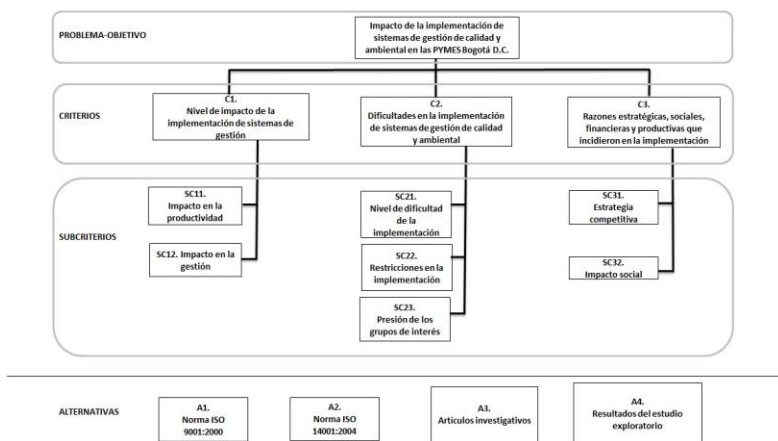 PROBLEMA-OBJETIVO
Impacto de la implementación de
sistemas de gestión de calidad y
ambiental en las PYMES Bogotá D.C.
CRITERIOS
C1.
Nivel de impacto de la
implementación de sistemas de
gestión
C2.
Dificultades en la implementación
de sistemas de gestión de calidad
y ambiental
C3.
Razones estratégicas, sociales,
financieras y productivas que
incidieron en la implementación
SUBCRITERIOS
SC11.
Impacto en la
productividad
SC12. Impacto en la
gestión
SC21.
Nivel de dificultad
de la
implementación
SC22.
Restricciones en la
implementación
SC23.
Presión de los
grupos de interés
SC31.
Estrategia
competitiva
SC32.
Impacto social
ALTERNATIVAS
A1.
Norma ISO
9001:2000
A2.
Norma ISO
14001:2004
A3.
Artículos investigativos
A4.
Resultados del estudio
exploratorio